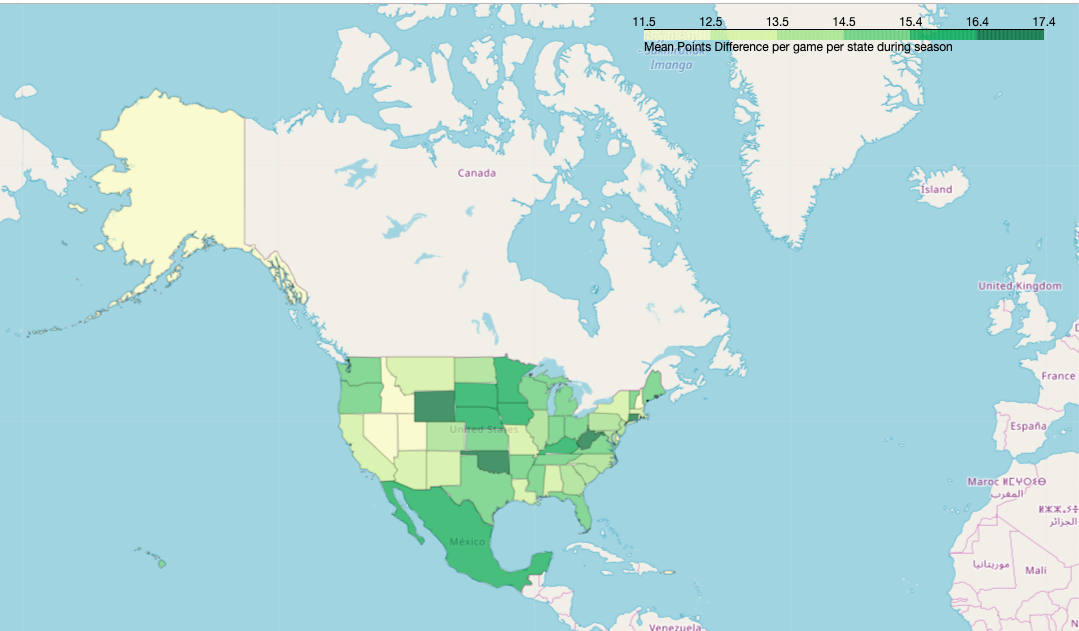 11.5 12.5 13.5 14.5 15.4 16.4 17.4
Mean Points Difference per game per state during season
Imanga
Canada
Ísland
United Kingdom
France
United States
España
Maroc ⵍⵎⵖⵔⵉⴱ
المغرب
الجزائر
México
موريتانيا
Mali
Venezuela